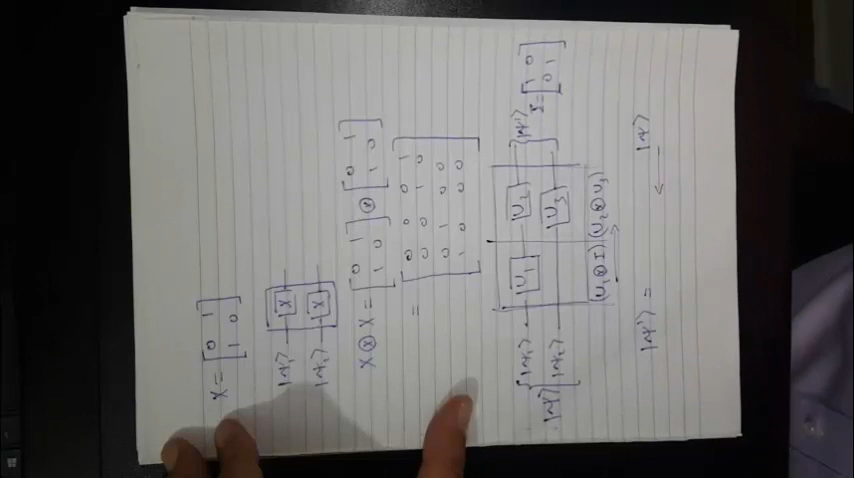 X = [0 1
1 0]
|ψ₁⟩ [X]
|ψ₂⟩ [X]
X ⊗ X = [0 1
1 0] ⊗ [0 1
1 0]
= [0 0 0 1
0 0 1 0
0 1 0 0
1 0 0 0]
|ψ⟩ { |ψ₁⟩ [U₁] [U₂] } |ψ'⟩ I = [1 0
|ψ₂⟩ [U₃] 0 1]
(U₁⊗I) (U₂⊗U₃)
→
|ψ'⟩ = |ψ⟩
←